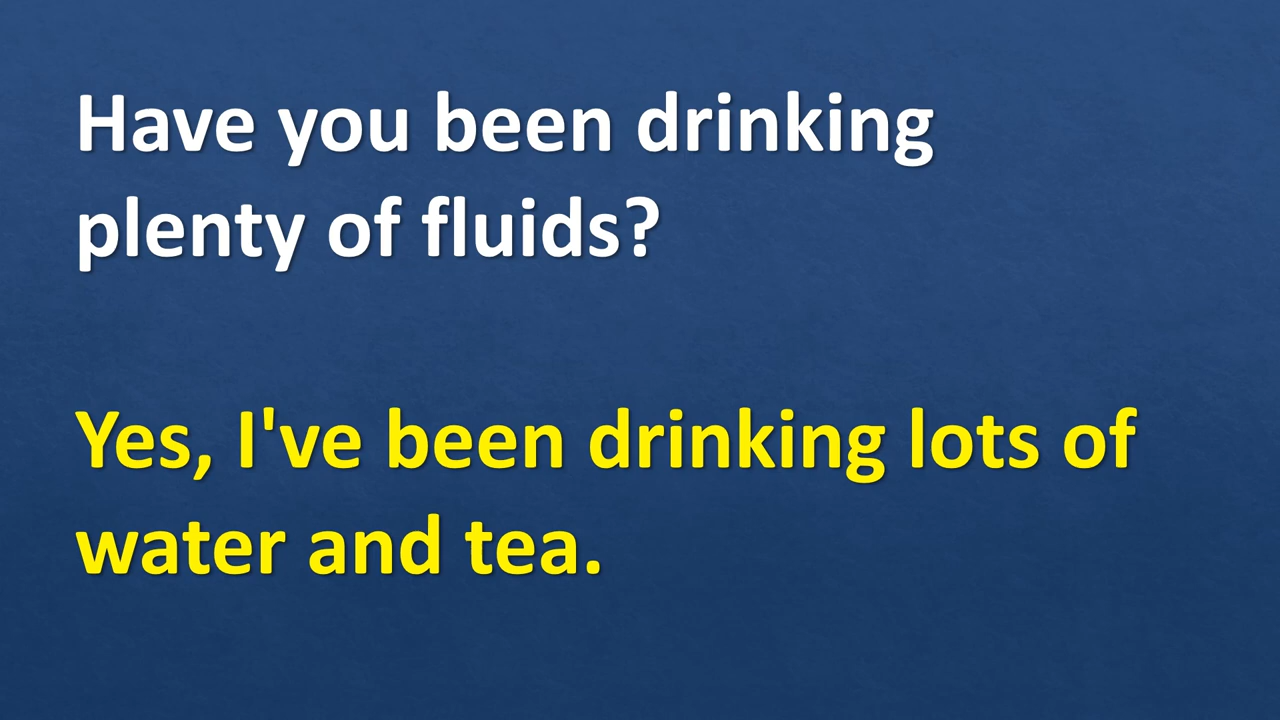 Have you been drinking
plenty of fluids?
Yes, I've been drinking lots of
water and tea.